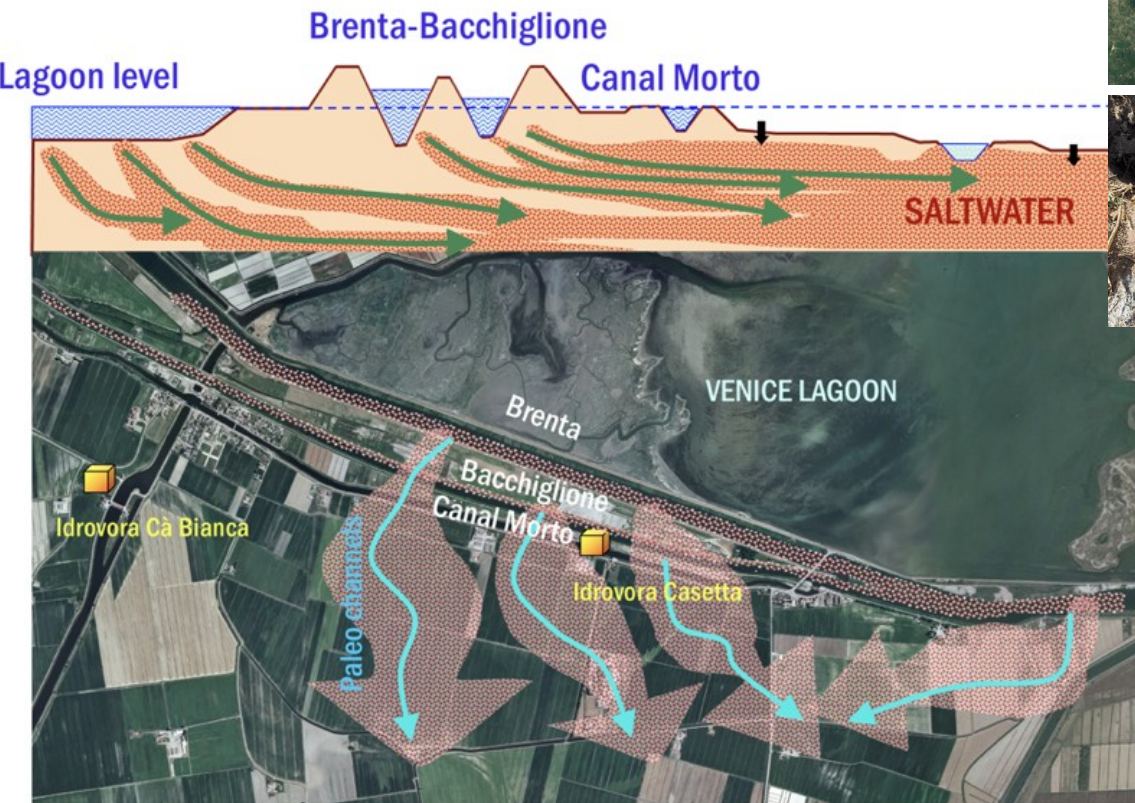 Brenta-Bacchiglione
Lagoon level
Canal Morto
SALTWATER
VENICE LAGOON
Brenta
Bacchiglione
Canal Morto
Idrovora Cà Bianca
Idrovora Casetta
Paleo channels